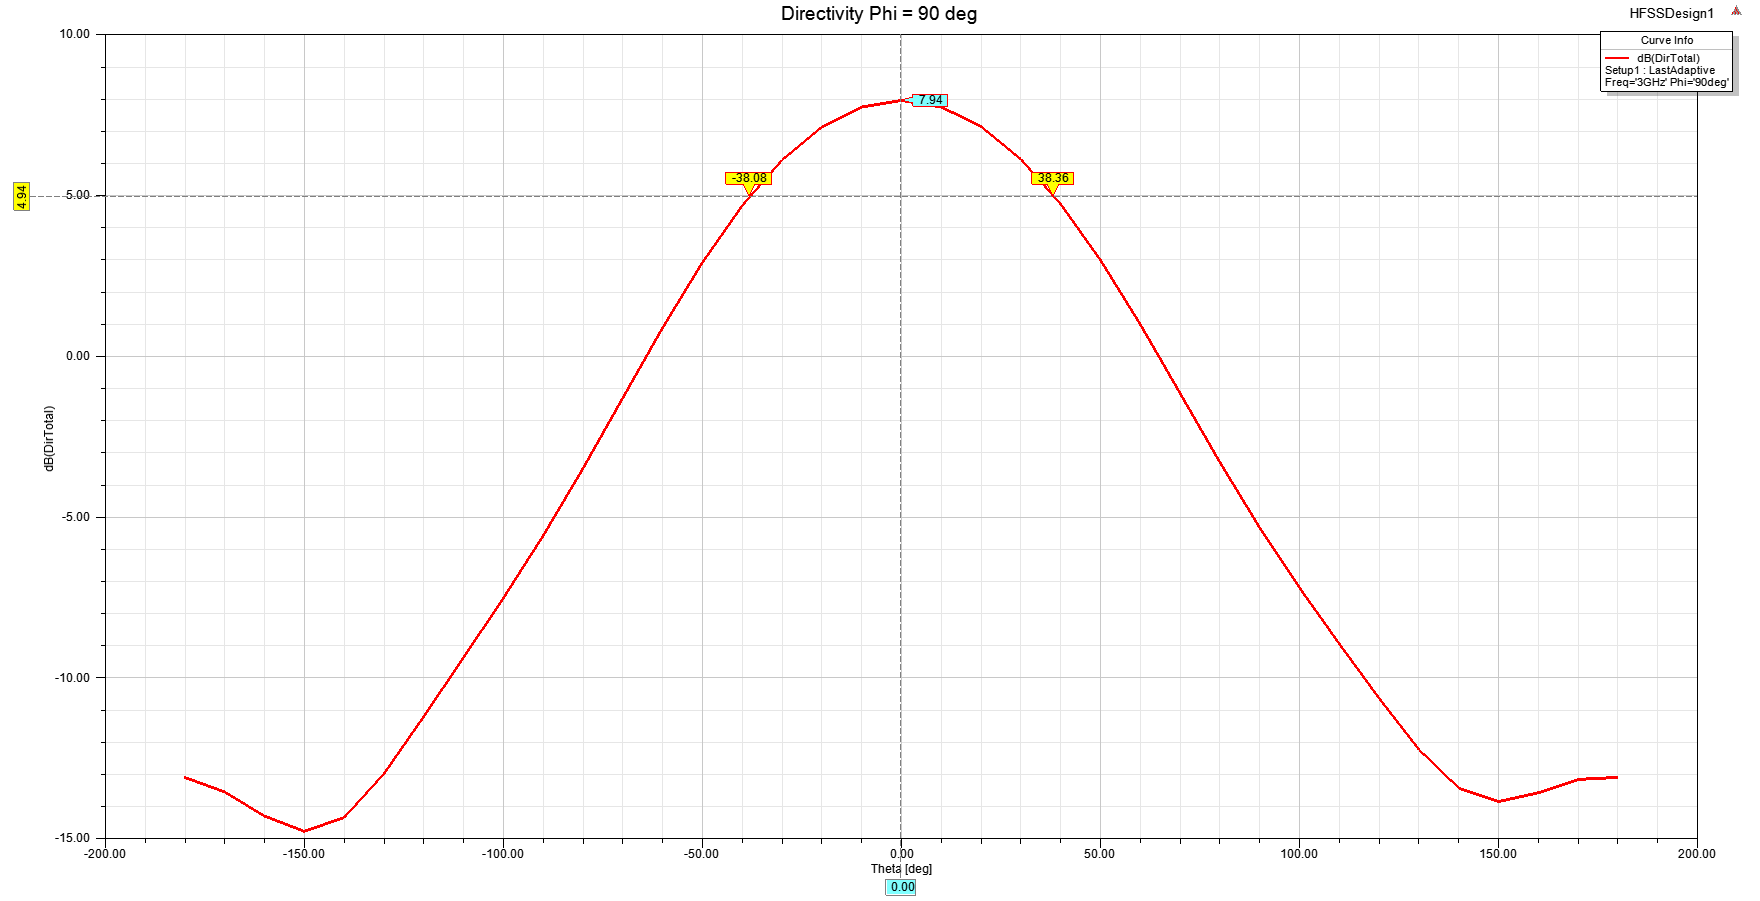 Directivity Phi = 90 deg
HFSSDesign1
Curve Info
dB(DirTotal)
Setup1 : LastAdaptive
Freq='3GHz' Phi='90deg'
10.00
7.94
-38.08
38.36
4.94
5.00
0.00
dB(DirTotal)
-5.00
-10.00
-15.00
-200.00
-150.00
-100.00
-50.00
0.00
50.00
100.00
150.00
200.00
Theta [deg]
0.00